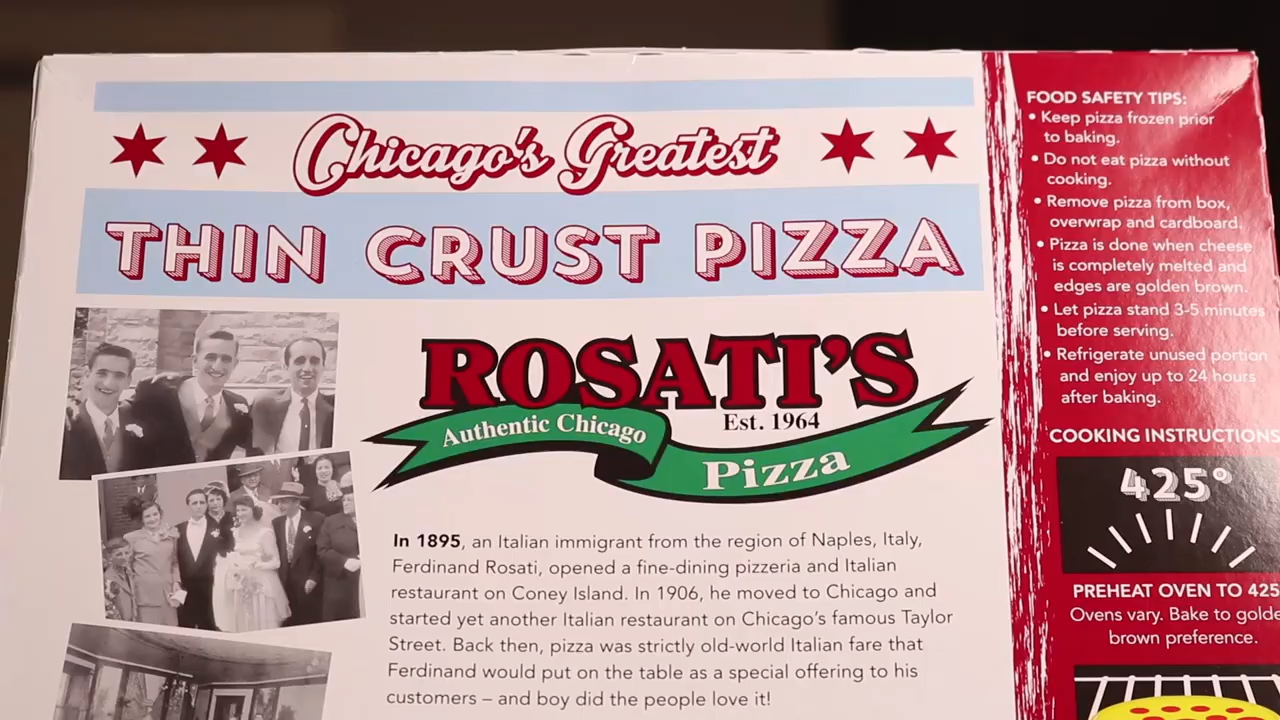 Chicago's Greatest
THIN CRUST PIZZA
ROSATI'S
Est. 1964
Authentic Chicago
Pizza
In 1895, an Italian immigrant from the region of Naples, Italy,
Ferdinand Rosati, opened a fine-dining pizzeria and Italian
restaurant on Coney Island. In 1906, he moved to Chicago and
started yet another Italian restaurant on Chicago's famous Taylor
Street. Back then, pizza was strictly old-world Italian fare that
Ferdinand would put on the table as a special offering to his
customers – and boy did the people love it!
FOOD SAFETY TIPS:
• Keep pizza frozen prior
to baking.
• Do not eat pizza without
cooking.
• Remove pizza from box,
overwrap and cardboard.
• Pizza is done when cheese
is completely melted and
edges are golden brown.
• Let pizza stand 3-5 minutes
before serving.
• Refrigerate unused portion
and enjoy up to 24 hours
after baking.
COOKING INSTRUCTIONS
425°
PREHEAT OVEN TO 425
Ovens vary. Bake to golde
brown preference.